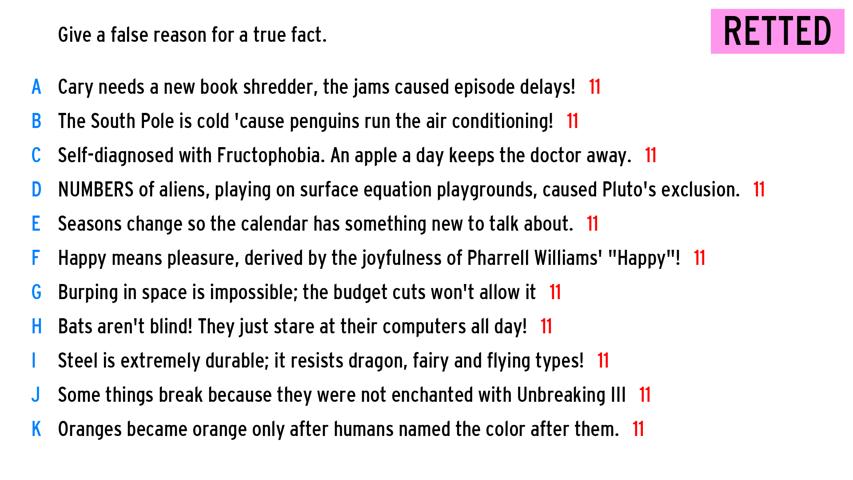 Give a false reason for a true fact.
RETTED
A Cary needs a new book shredder, the jams caused episode delays! 11
B The South Pole is cold 'cause penguins run the air conditioning! 11
C Self-diagnosed with Fructophobia. An apple a day keeps the doctor away. 11
D NUMBERS of aliens, playing on surface equation playgrounds, caused Pluto's exclusion. 11
E Seasons change so the calendar has something new to talk about. 11
F Happy means pleasure, derived by the joyfulness of Pharrell Williams' "Happy"! 11
G Burping in space is impossible; the budget cuts won't allow it 11
H Bats aren't blind! They just stare at their computers all day! 11
I Steel is extremely durable; it resists dragon, fairy and flying types! 11
J Some things break because they were not enchanted with Unbreaking III 11
K Oranges became orange only after humans named the color after them. 11